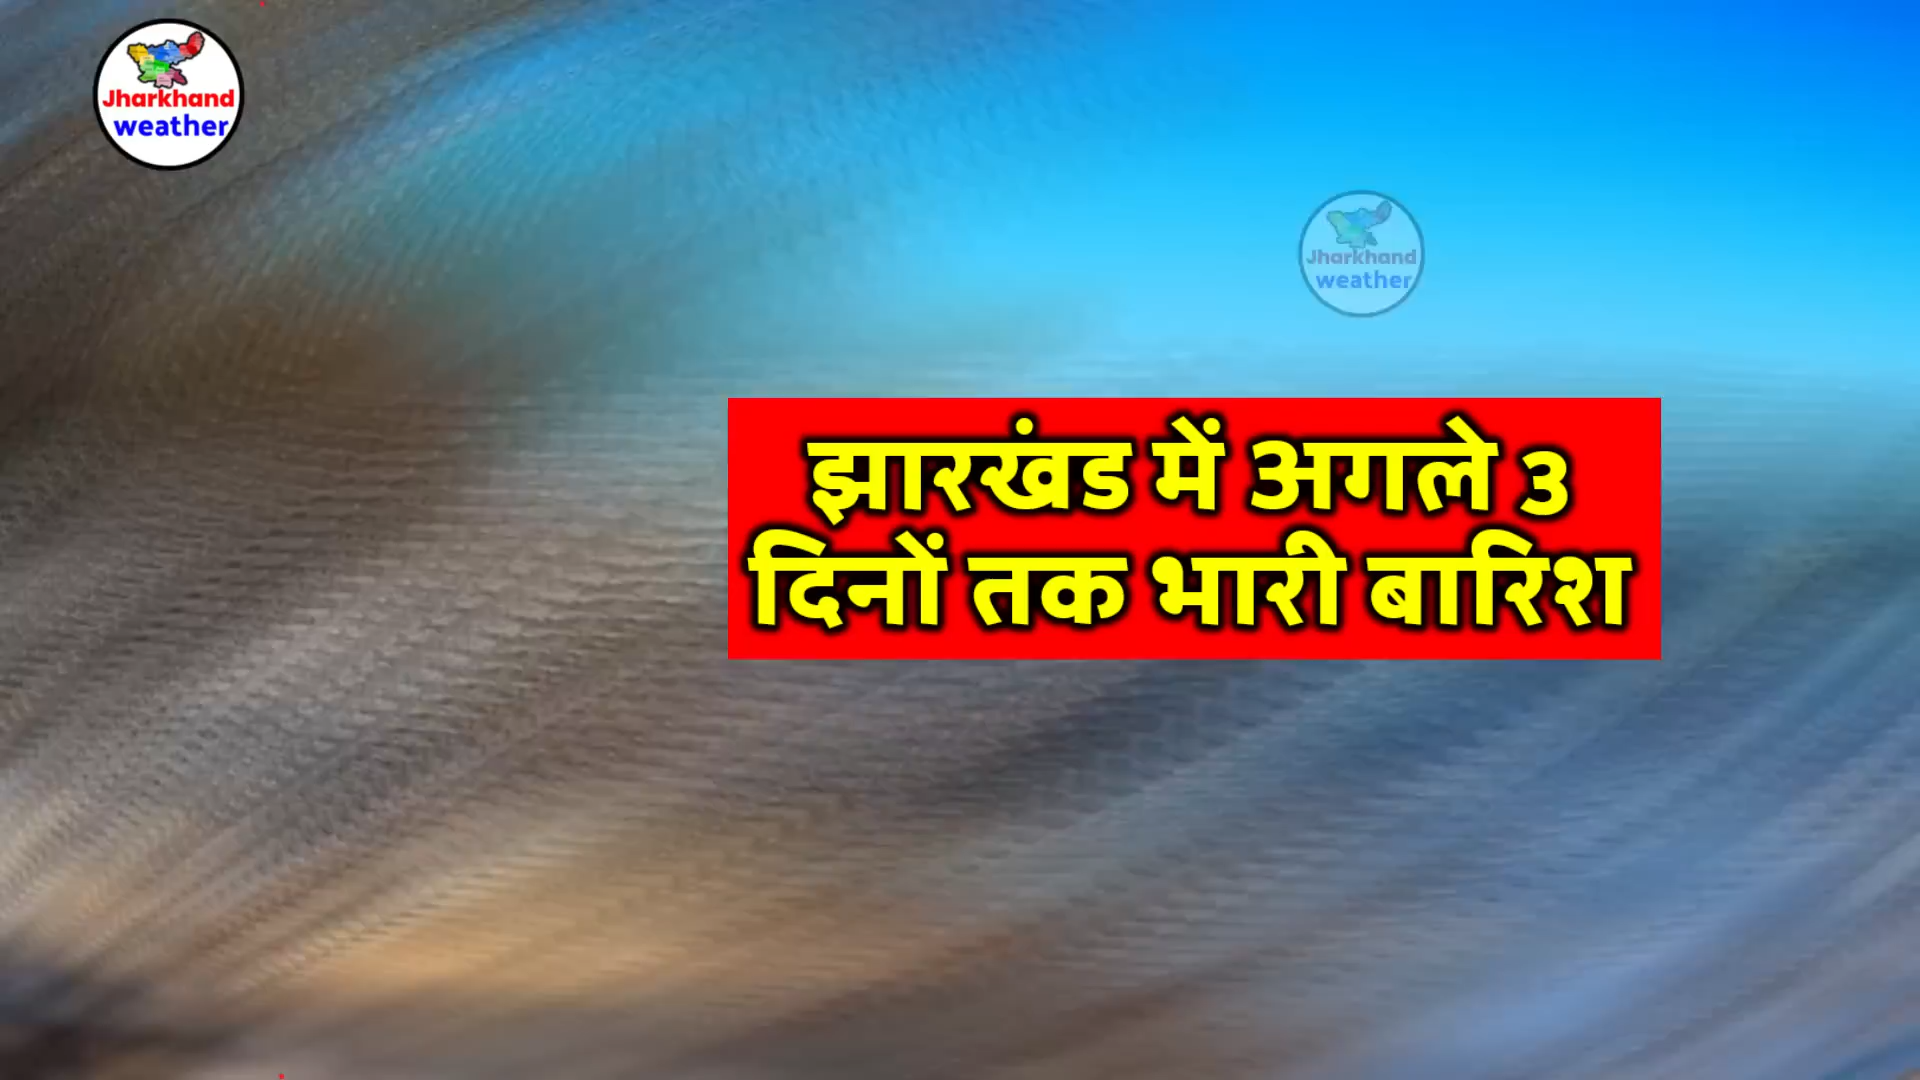 Jharkhand
weather
Jharkhand
weather
झारखंड में अगले 3
दिनों तक भारी बारिश